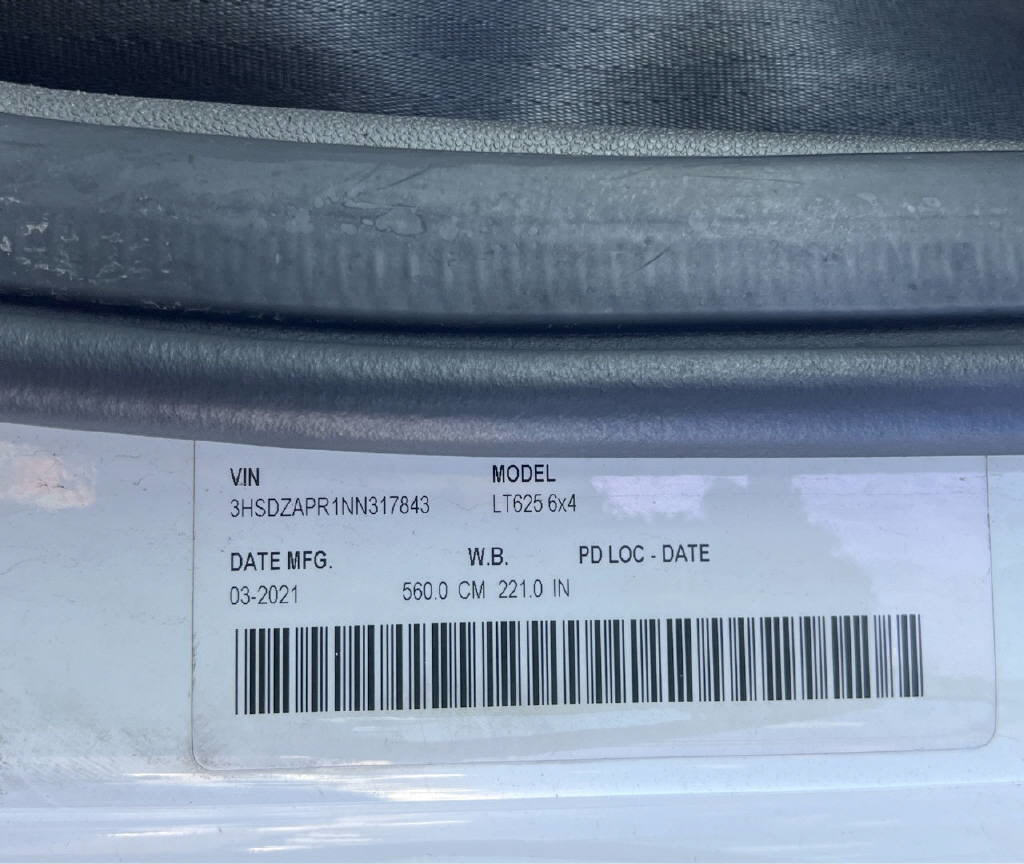 VIN MODEL
3HSDZAPR1NN317843 LT625 6x4
DATE MFG. W.B. PD LOC - DATE
03-2021 560.0 CM 221.0 IN